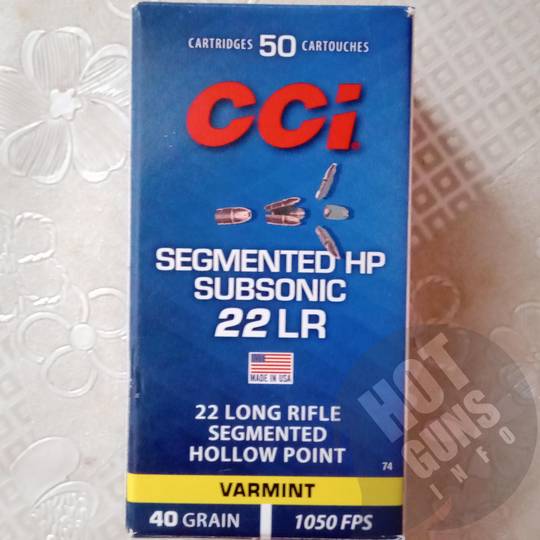 CARTRIDGES 50 CARTOUCHES
CCi
SEGMENTED HP
SUBSONIC
22 LR
MADE IN USA
22 LONG RIFLE
SEGMENTED
HOLLOW POINT
74
VARMINT
40 GRAIN 1050 FPS
HOT
GUNS
INFO